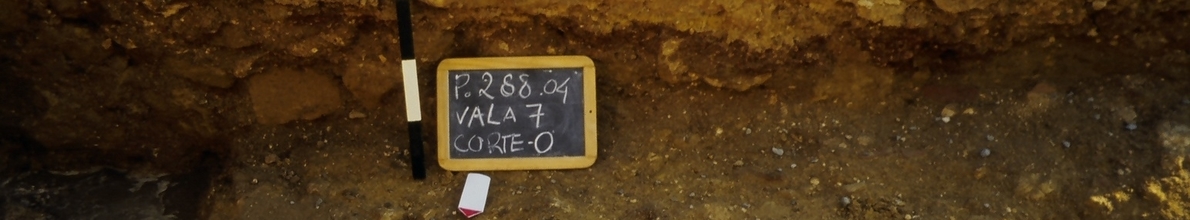 P. 288.04
VALA 7
CORTE-O